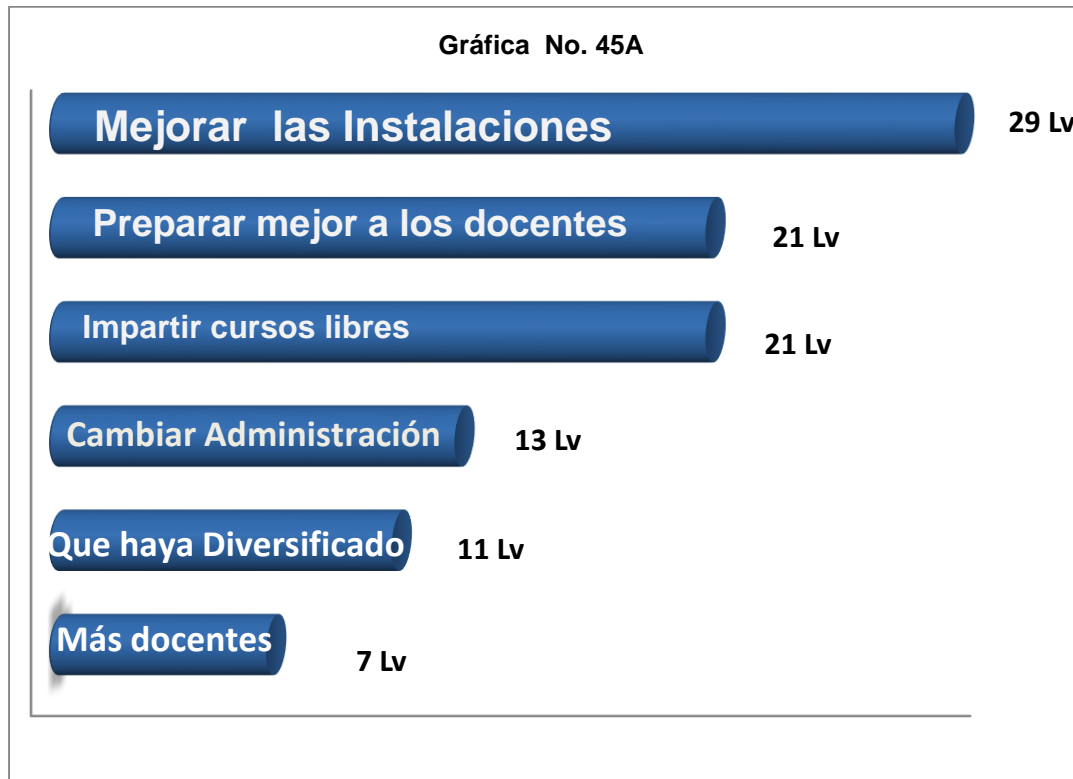 Gráfica  No. 45A
Mejorar  las Instalaciones
29 Lv
Preparar mejor a los docentes
21 Lv
Impartir cursos libres
21 Lv
Cambiar Administración
13 Lv
Que haya Diversificado
11 Lv
Más docentes
7 Lv